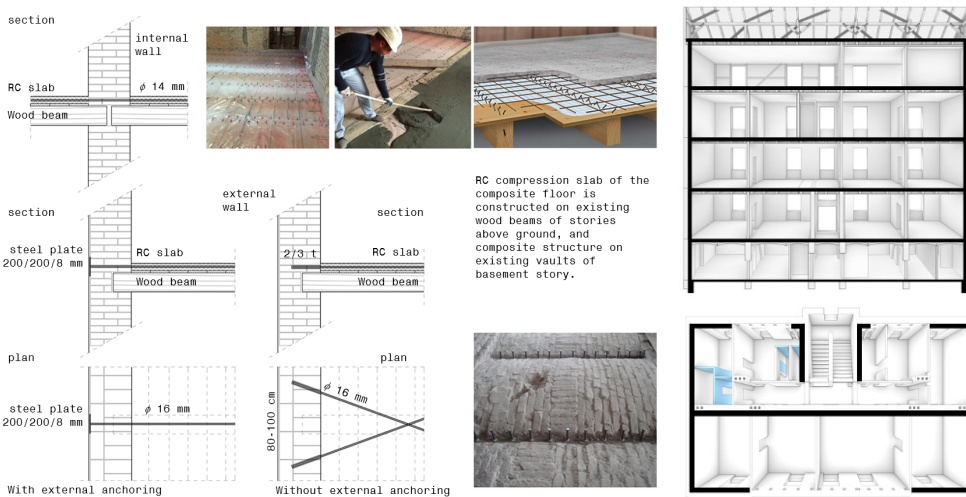 section
internal
wall
RC slab
ϕ 14 mm
Wood beam
section
external
wall
section
steel plate
200/200/8 mm
RC slab
Wood beam
2/3 t
RC slab
Wood beam
RC compression slab of the
composite floor is
constructed on existing
wood beams of stories
above ground, and
composite structure on
existing vaults of
basement story.
plan
steel plate
200/200/8 mm
ϕ 16 mm
With external anchoring
plan
ϕ 16 mm
80-100 cm
Without external anchoring